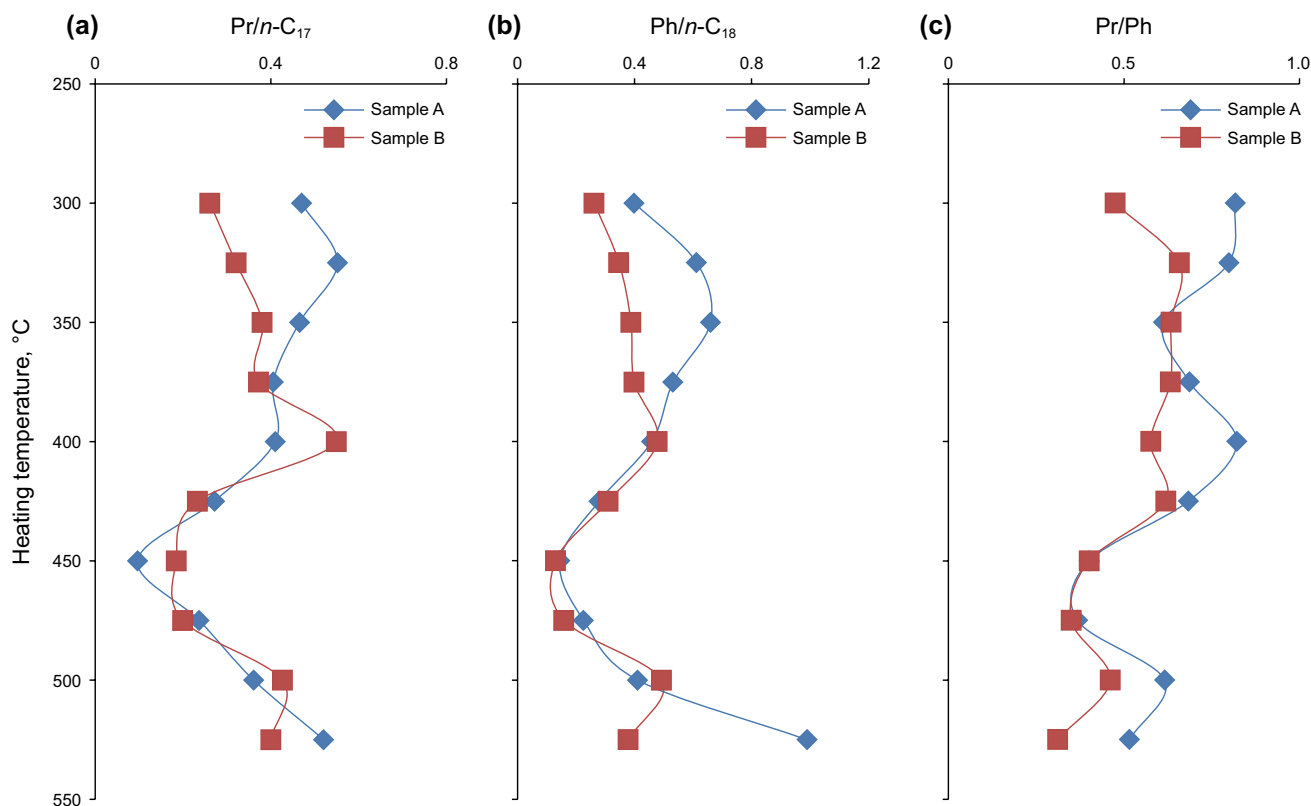 (a) Pr/n-C₁₇
0 0.4 0.8
(b) Ph/n-C₁₈
0 0.4 0.8 1.2
(c) Pr/Ph
0 0.5 1.0
Heating temperature, °C
250
300
350
400
450
500
550
Sample A
Sample B
Sample A
Sample B
Sample A
Sample B